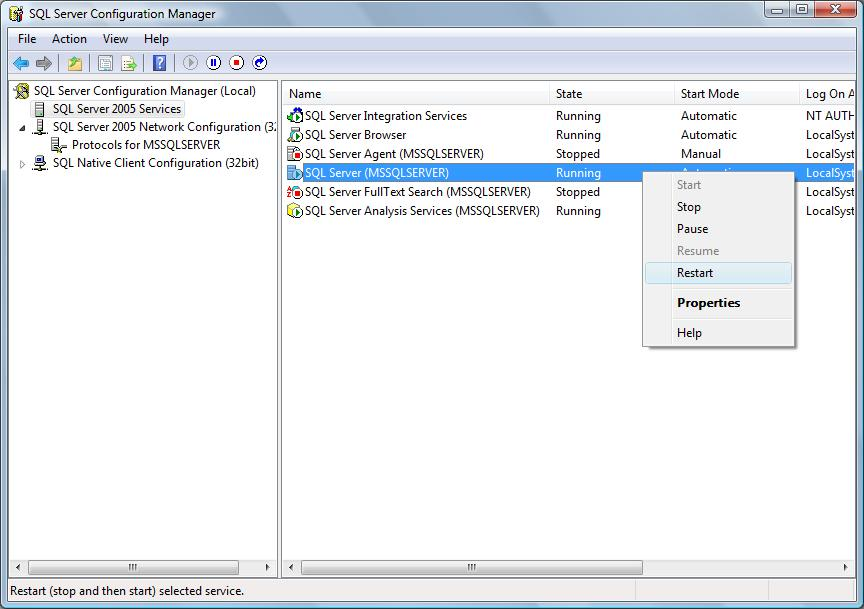 SQL Server Configuration Manager
File Action View Help
SQL Server Configuration Manager (Local)
SQL Server 2005 Services
SQL Server 2005 Network Configuration (32
Protocols for MSSQLSERVER
SQL Native Client Configuration (32bit)
Name State Start Mode Log On A
SQL Server Integration Services Running Automatic NT AUTH
SQL Server Browser Running Automatic LocalSyst
SQL Server Agent (MSSQLSERVER) Stopped Manual LocalSyst
SQL Server (MSSQLSERVER) Running LocalSyst
SQL Server FullText Search (MSSQLSERVER) Stopped LocalSyst
SQL Server Analysis Services (MSSQLSERVER) Running LocalSyst
Start
Stop
Pause
Resume
Restart
Properties
Help
Restart (stop and then start) selected service.